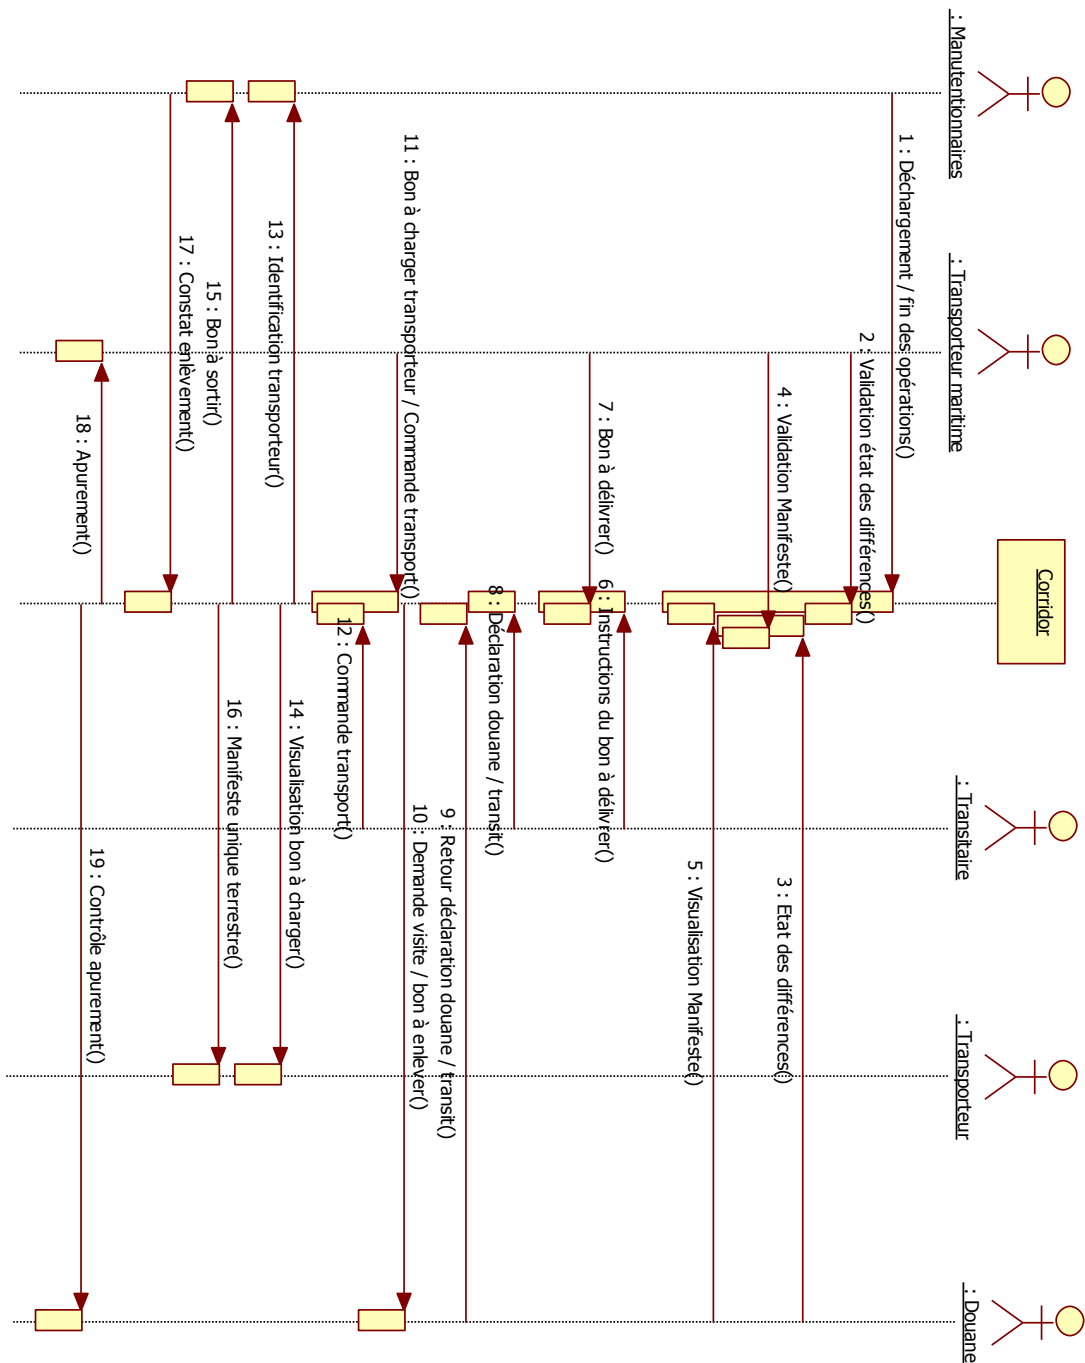 : Manutentionnaires
: Transporteur maritime
Corridor
: Transitaire
: Transporteur
: Douane
1 : Déchargement / fin des opérations()
2 : Validation état des différences()
3 : Etat des différences()
4 : Validation Manifeste()
5 : Visualisation Manifeste()
6 : Instructions du bon à délivrer()
7 : Bon à délivrer()
8 : Déclaration douane / transit()
9 : Retour déclaration douane / transit()
10 : Demande visite / bon à enlever()
11 : Bon à charger transporteur / Commande transport()
12 : Commande transport()
13 : Identification transporteur()
14 : Visualisation bon à charger()
15 : Bon à sortir()
16 : Manifeste unique terrestre()
17 : Constat enlèvement()
18 : Apurement()
19 : Contrôle apurement()